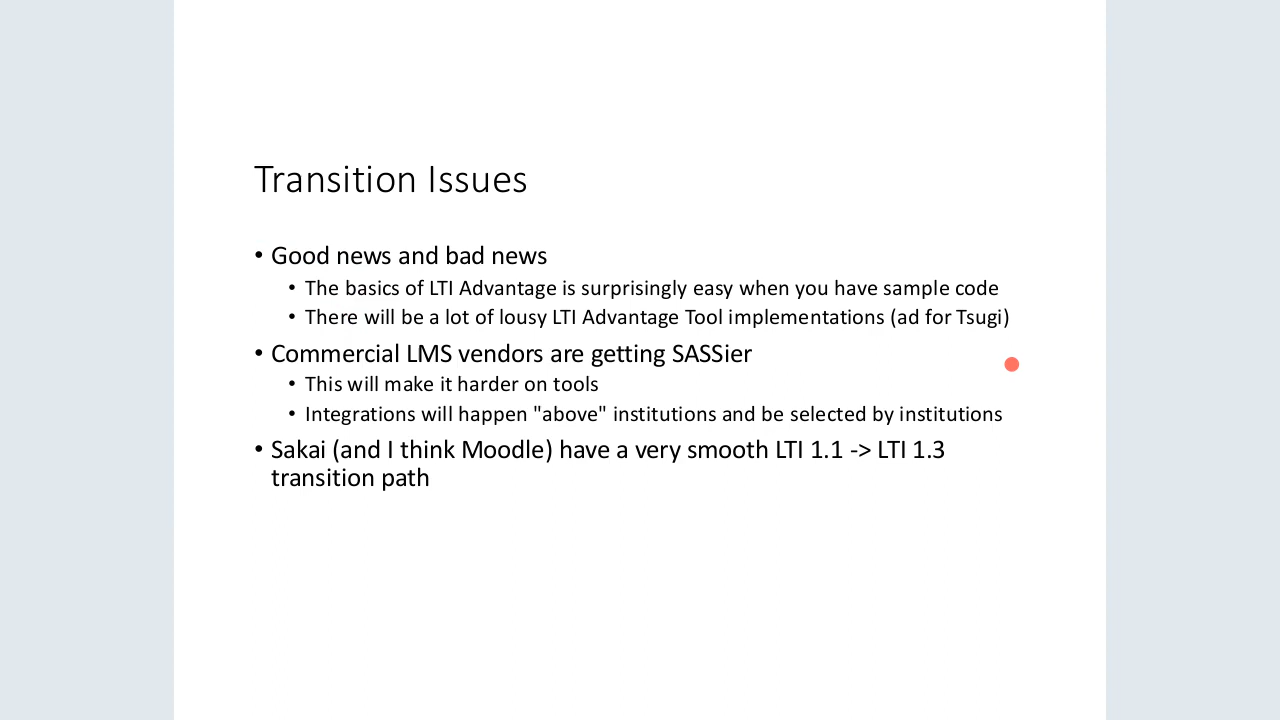 Transition Issues
• Good news and bad news
• The basics of LTI Advantage is surprisingly easy when you have sample code
• There will be a lot of lousy LTI Advantage Tool implementations (ad for Tsugi)
• Commercial LMS vendors are getting SASSier
• This will make it harder on tools
• Integrations will happen "above" institutions and be selected by institutions
• Sakai (and I think Moodle) have a very smooth LTI 1.1 -> LTI 1.3
transition path